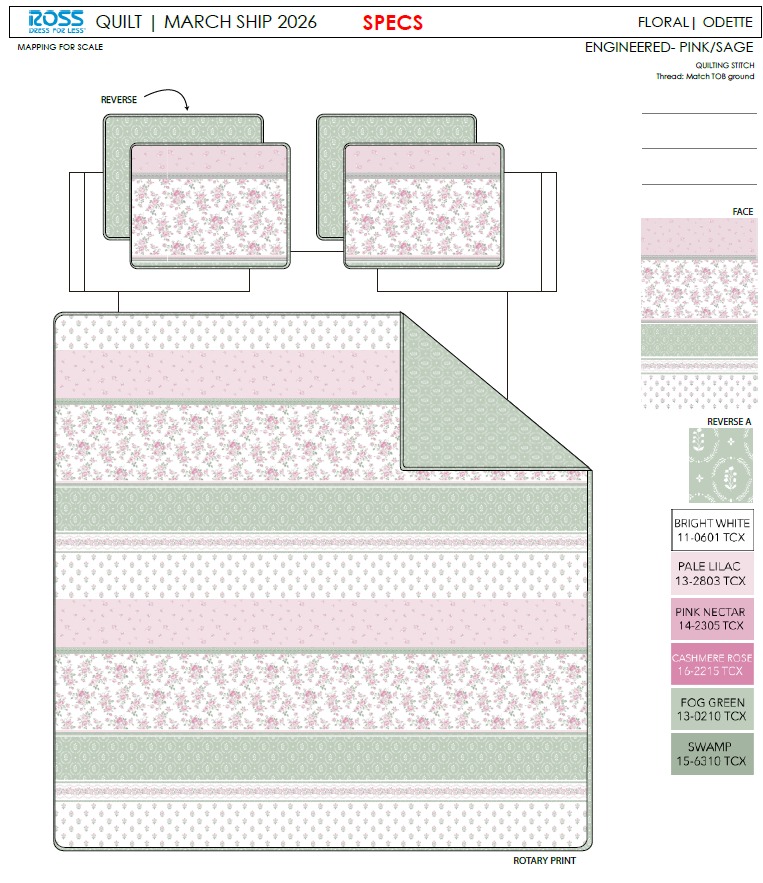 ROSS
DRESS FOR LESS
QUILT | MARCH SHIP 2026
SPECS
FLORAL| ODETTE
MAPPING FOR SCALE
ENGINEERED- PINK/SAGE
QUILTING STITCH
Thread: Match TOB ground
REVERSE
FACE
REVERSE A
BRIGHT WHITE
11-0601 TCX
PALE LILAC
13-2803 TCX
PINK NECTAR
14-2305 TCX
CASHMERE ROSE
16-2215 TCX
FOG GREEN
13-0210 TCX
SWAMP
15-6310 TCX
ROTARY PRINT